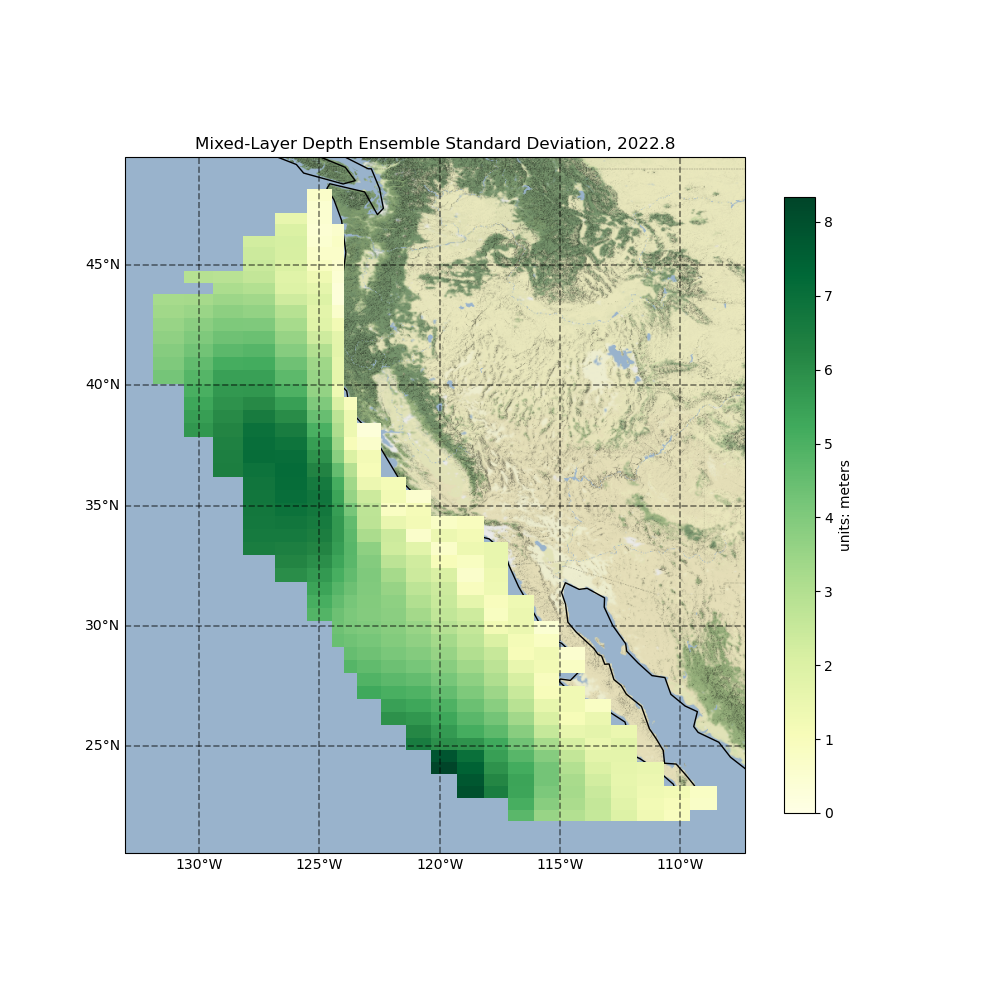 Mixed-Layer Depth Ensemble Standard Deviation, 2022.8
45°N
40°N
35°N
30°N
25°N
130°W
125°W
120°W
115°W
110°W
8
7
6
5
4
3
2
1
0
units: meters